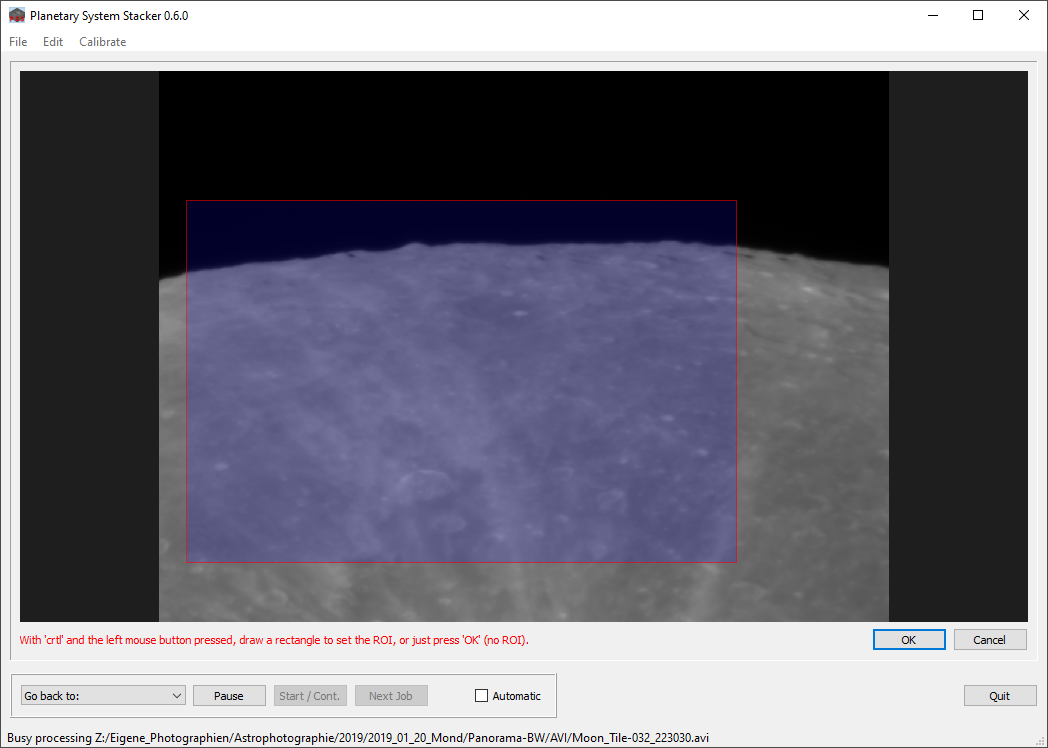 Planetary System Stacker 0.6.0
File Edit Calibrate
With 'crtl' and the left mouse button pressed, draw a rectangle to set the ROI, or just press 'OK' (no ROI).
OK Cancel
Go back to: Pause Start / Cont. Next Job Automatic Quit
Busy processing Z:/Eigene_Photographien/Astrophotographie/2019/2019_01_20_Mond/Panorama-BW/AVI/Moon_Tile-032_223030.avi